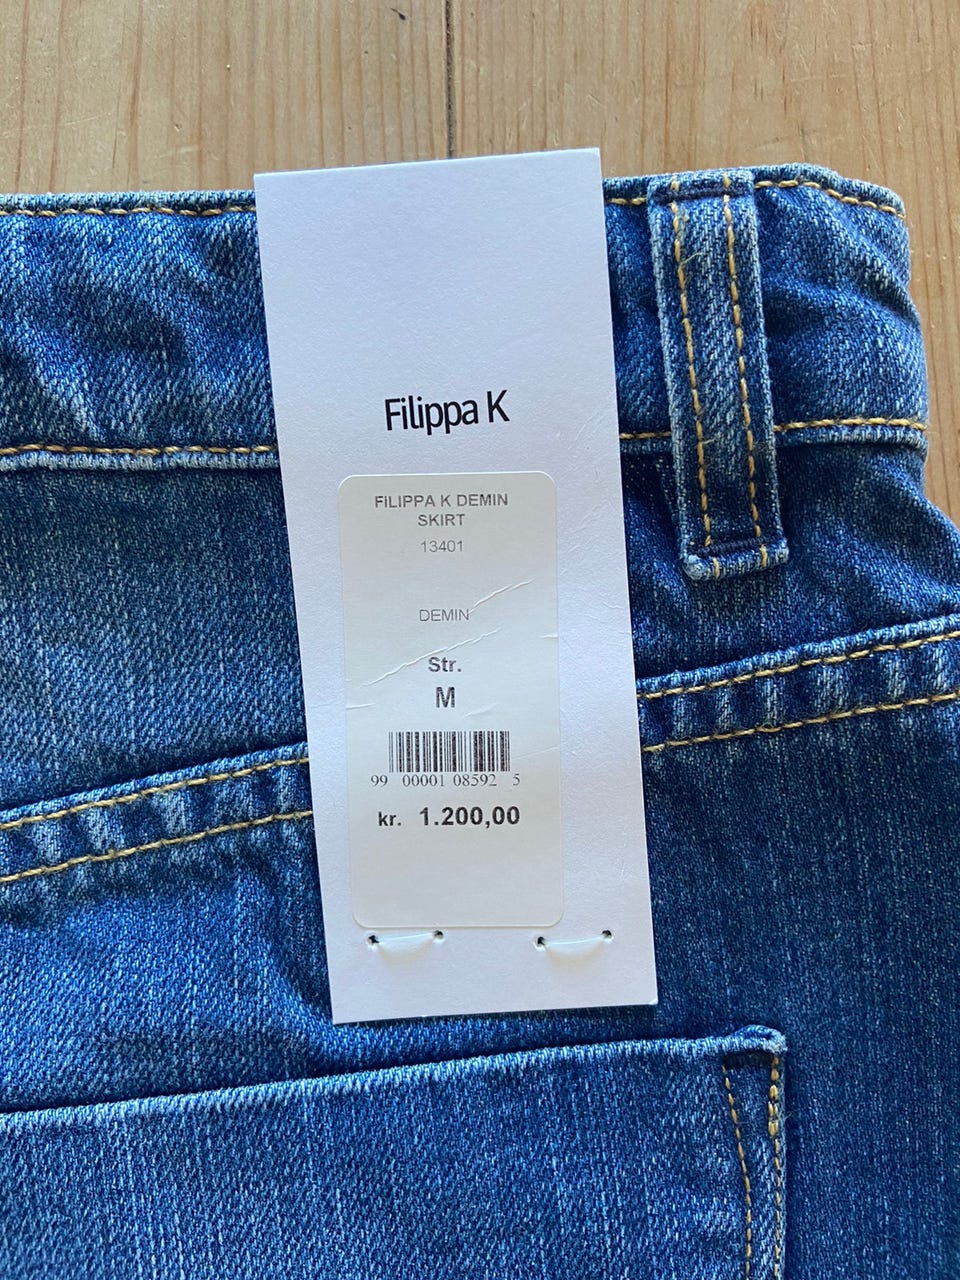 Filippa K
FILIPPA K DEMIN
SKIRT
13401
DEMIN
Str.
M
99 00001 08592 5
kr. 1.200,00